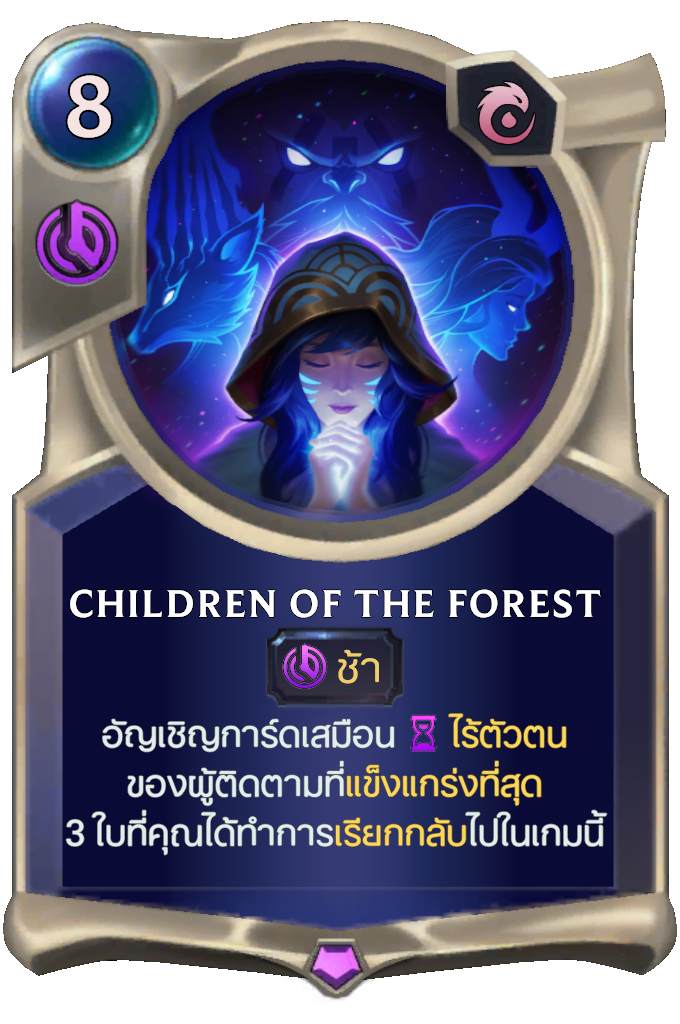 8
CHILDREN OF THE FOREST
ช้า
อัญเชิญการ์ดเสมือน ไร้ตัวตน
ของผู้ติดตามที่แข็งแกร่งที่สุด
3 ใบที่คุณได้ทำการเรียกกลับไปในเกมนี้